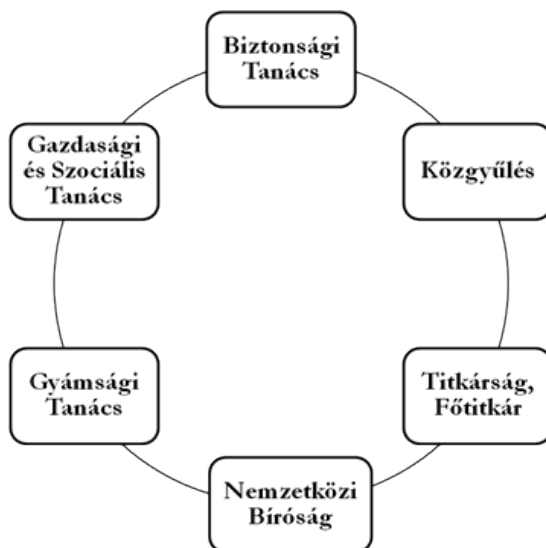 Biztonsági
Tanács
Közgyűlés
Titkárság,
Főtitkár
Nemzetközi
Bíróság
Gyámsági
Tanács
Gazdasági
és Szociális
Tanács